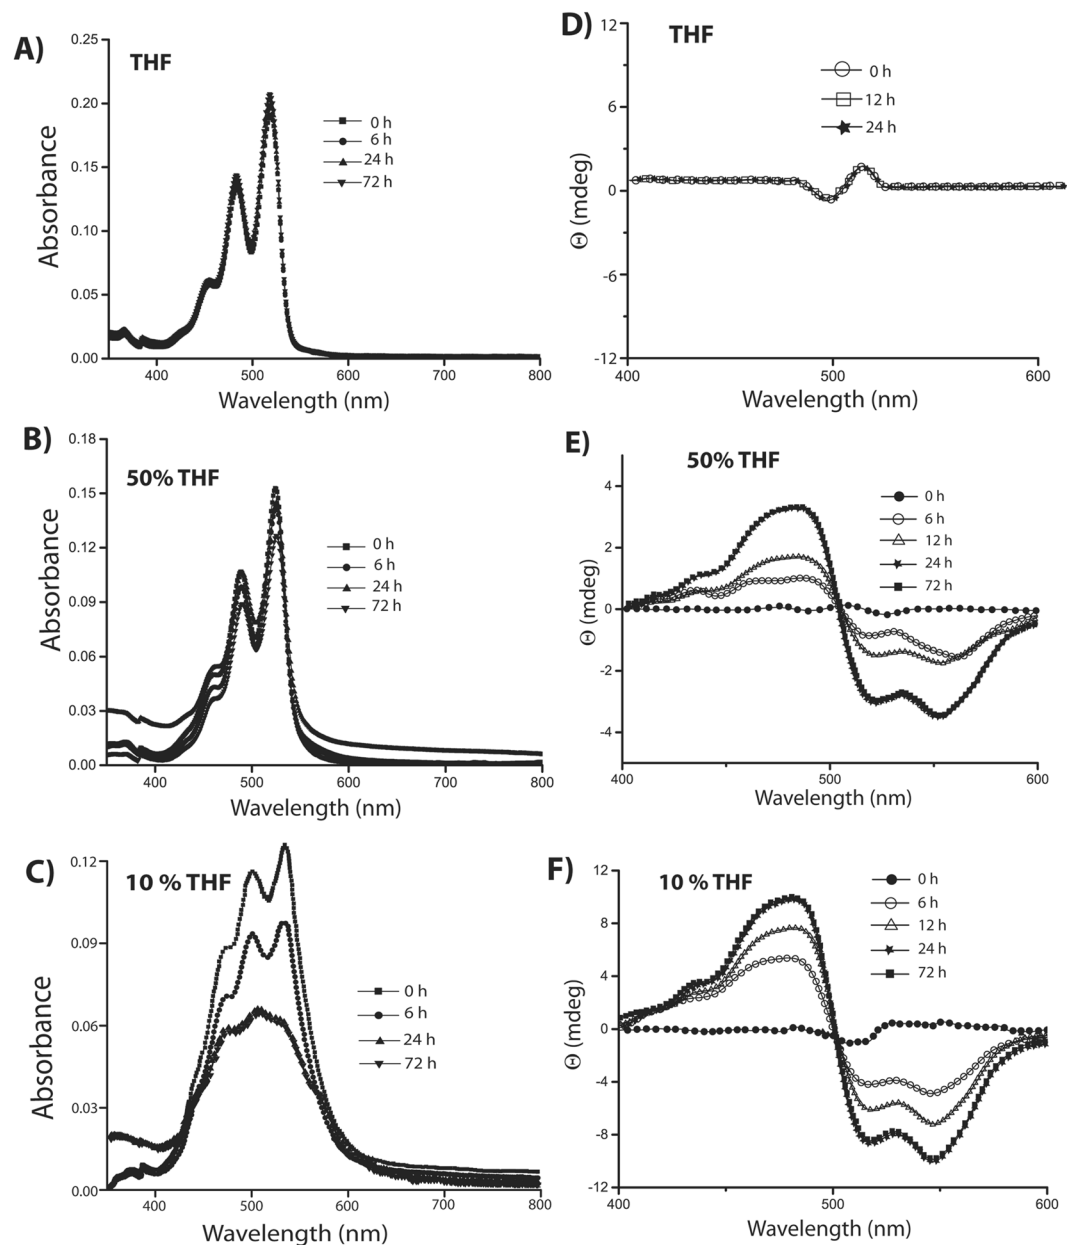 A)
THF
0.25
0.20
0.15
0.10
0.05
0.00
Absorbance
0 h
6 h
24 h
72 h
400 500 600 700 800
Wavelength (nm)
D)
THF
12
6
0
-6
-12
Θ (mdeg)
0 h
12 h
24 h
400 500 600
Wavelength (nm)
B)
50% THF
0.18
0.15
0.12
0.09
0.06
0.03
0.00
Absorbance
0 h
6 h
24 h
72 h
400 500 600 700 800
Wavelength (nm)
E)
50% THF
4
2
0
-2
-4
Θ (mdeg)
0 h
6 h
12 h
24 h
72 h
400 500 600
Wavelength (nm)
C)
10 % THF
0.12
0.09
0.06
0.03
0.00
Absorbance
0 h
6 h
24 h
72 h
400 500 600 700 800
Wavelength (nm)
F)
10 % THF
12
8
4
0
-4
-8
-12
Θ (mdeg)
0 h
6 h
12 h
24 h
72 h
400 500 600
Wavelength (nm)